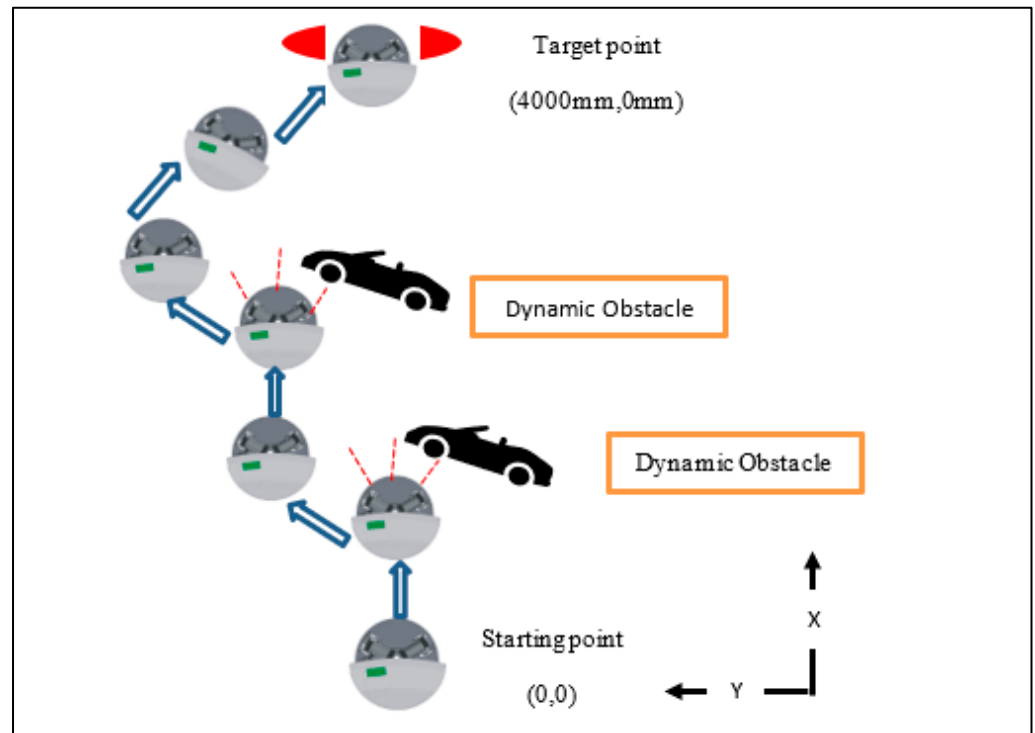 Target point
(4000mm,0mm)
Dynamic Obstacle
Dynamic Obstacle
Starting point
(0,0)
X
Y